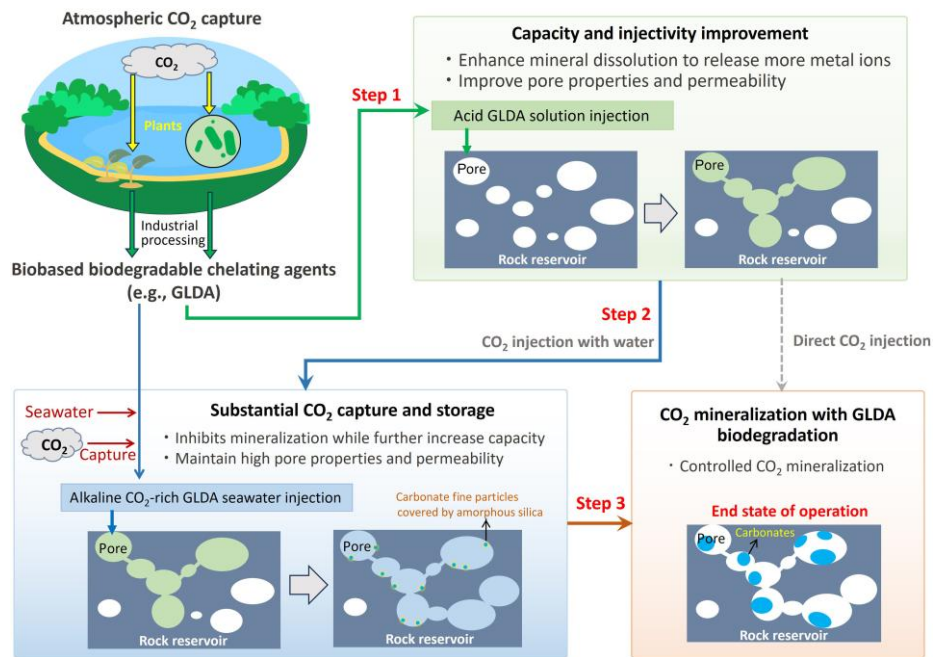 Atmospheric CO₂ capture
CO₂
Plants
Industrial
processing
Biobased biodegradable chelating agents
(e.g., GLDA)
Step 1
Capacity and injectivity improvement
• Enhance mineral dissolution to release more metal ions
• Improve pore properties and permeability
Acid GLDA solution injection
Pore
Rock reservoir
Pore
Rock reservoir
Step 2
CO₂ injection with water
Direct CO₂ injection
Seawater
CO₂
Capture
Substantial CO₂ capture and storage
• Inhibits mineralization while further increase capacity
• Maintain high pore properties and permeability
Alkaline CO₂-rich GLDA seawater injection
Carbonate fine particles
covered by amorphous silica
Pore
Rock reservoir
Pore
Rock reservoir
Step 3
CO₂ mineralization with GLDA
biodegradation
• Controlled CO₂ mineralization
End state of operation
Carbonates
Pore
Rock reservoir